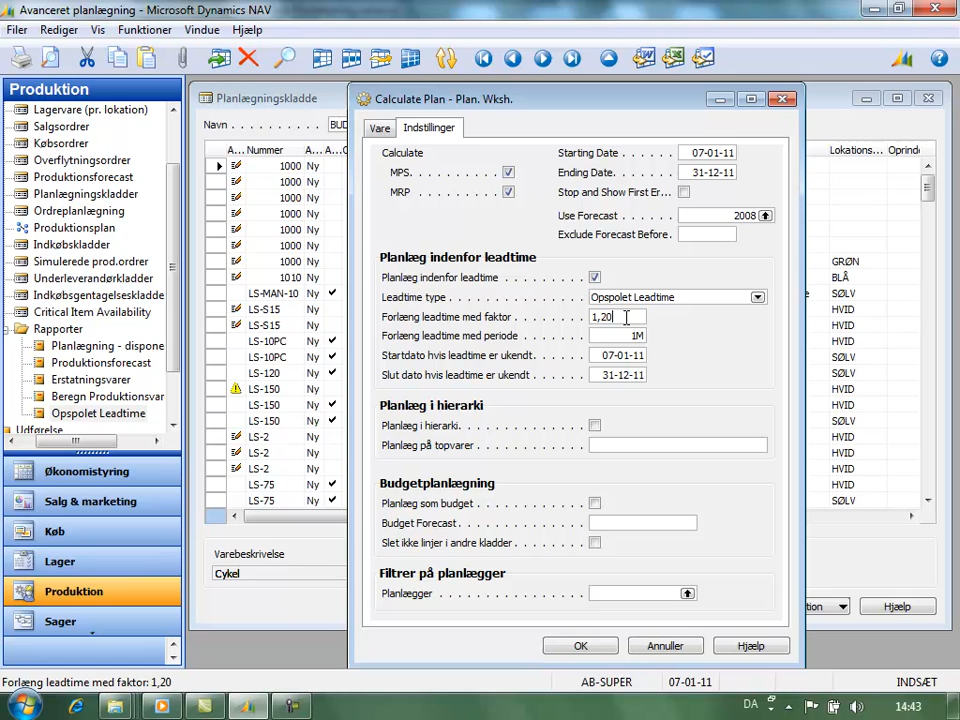 Avanceret planlægning - Microsoft Dynamics NAV
Filer Rediger Vis Funktioner Vindue Hjælp
Produktion
Lagervare (pr. lokation)
Salgsordrer
Købsordrer
Overflytningsordrer
Produktionsforecast
Planlægningskladder
Ordreplanlægning
Produktionsplan
Indkøbskladder
Simulerede prod.ordrer
Underleverandørkladder
Indkøbsgentagelseskladde
Critical Item Inventory
Rapporter
Planlægning - dispone
Produktionsforecast
Erstatningsvarer
Beregn Produktionsvar
Opspolet Leadtime
Udførelse
Økonomistyring
Salg & marketing
Køb
Lager
Produktion
Sager
Planlægningskladde
Navn . . . . . . . . . BUD
A... Nummer A... A... C
1000 Ny
1000 Ny
1000 Ny
1000 Ny
1000 Ny
1000 Ny
1000 Ny
1010 Ny
LS-MAN-10 Ny
LS-S15 Ny
LS-S15 Ny
LS-10PC Ny
LS-10PC Ny
LS-120 Ny
LS-150 Ny
LS-150 Ny
LS-150 Ny
LS-2 Ny
LS-2 Ny
LS-2 Ny
LS-75 Ny
LS-75 Ny
Varebeskrivelse
Cykel
Calculate Plan - Plan. Wksh.
Vare Indstillinger
Calculate
MPS. . . . . . . . .
MRP . . . . . . . . .
Starting Date . . . . . . 07-01-11
Ending Date. . . . . . . 31-12-11
Stop and Show First Er...
Use Forecast . . . . . . 2008
Exclude Forecast Before.
Planlæg indenfor leadtime
Planlæg indenfor leadtime . . . . . . . .
Leadtime type . . . . . . . . . . . . . Opspolet Leadtime
Forlæng leadtime med faktor . . . . . . . 1,20
Forlæng leadtime med periode . . . . . . 1M
Startdato hvis leadtime er ukendt . . . . 07-01-11
Slut dato hvis leadtime er ukendt . . . . 31-12-11
Planlæg i hierarki
Planlæg i hierarki. . . . . . . . . . . .
Planlæg på topvarer . . . . . . . . . . .
Budgetplanlægning
Planlæg som budget . . . . . . . . . . .
Budget Forecast. . . . . . . . . . . . .
Slet ikke linjer i andre kladder . . . . .
Filtrer på planlægger
Planlægger . . . . . . . . . . . . . . .
OK Annuller Hjælp
Lokations... Oprind
GRØN
BLÅ
SØLV
HVID
HVID
HVID
SØLV
SØLV
HVID
HVID
SØLV
HVID
HVID
HVID
HVID
SØLV
tion Hjælp
Forlæng leadtime med faktor: 1,20 AB-SUPER 07-01-11 INDSÆT
DA 14:43